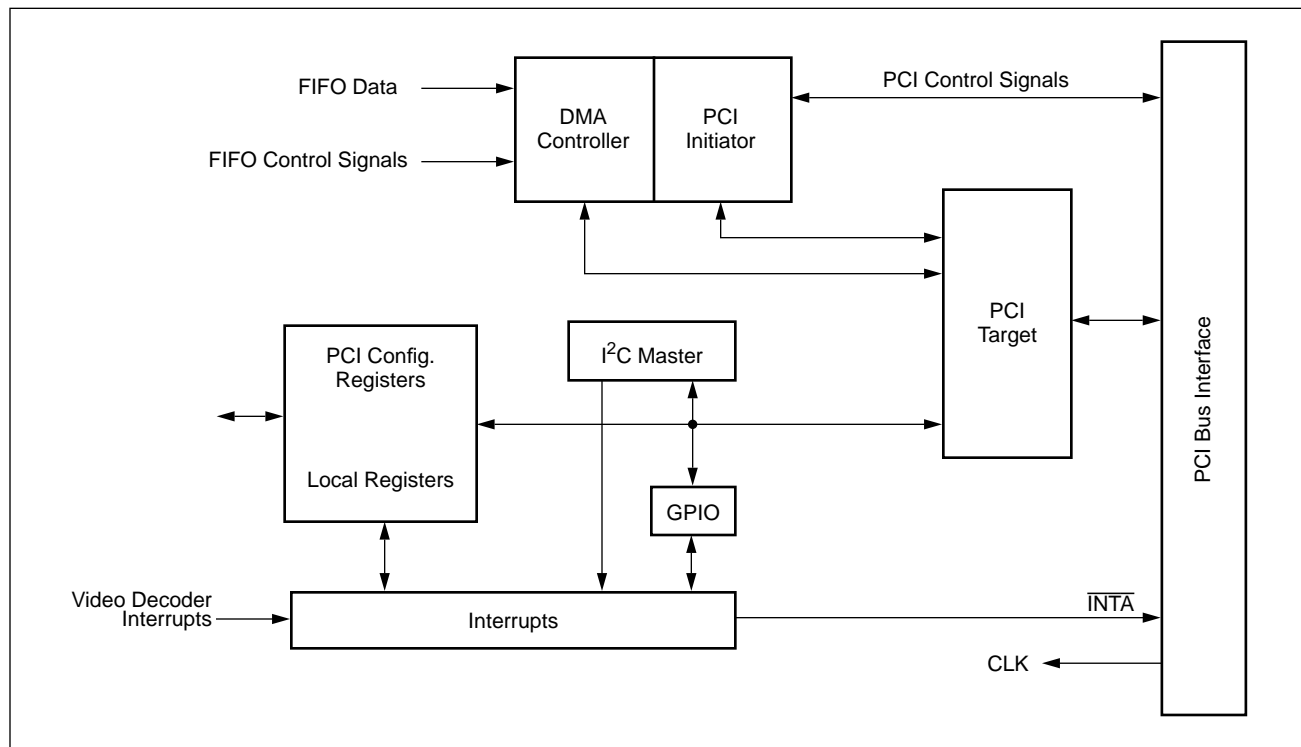 FIFO Data
FIFO Control Signals
DMA
Controller
PCI
Initiator
PCI Control Signals
PCI
Target
PCI Bus Interface
PCI Config.
Registers
Local Registers
I²C Master
GPIO
Video Decoder
Interrupts
Interrupts
I̅N̅T̅A̅
CLK